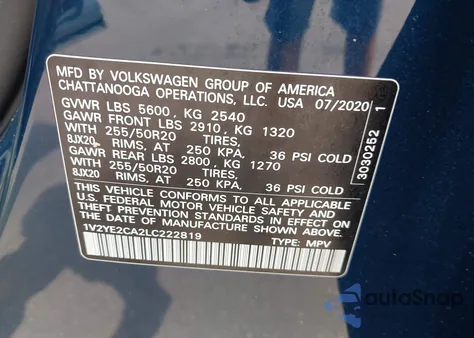 MFD BY VOLKSWAGEN GROUP OF AMERICA
CHATTANOOGA OPERATIONS, LLC. USA 07/2020
GVWR LBS 5600, KG 2540
GAWR FRONT LBS 2910, KG 1320
WITH 255/50R20 TIRES,
8JX20 RIMS, AT 250 KPA, 36 PSI COLD
GAWR REAR LBS 2800, KG 1270
WITH 255/50R20 TIRES,
8JX20 RIMS, AT 250 KPA, 36 PSI COLD
THIS VEHICLE CONFORMS TO ALL APPLICABLE
U.S. FEDERAL MOTOR VEHICLE SAFETY, BUMPER, AND
THEFT PREVENTION STANDARDS IN EFFECT ON
THE DATE OF MANUFACTURE SHOWN ABOVE
1V2YE2CA2LC222819 TYPE: MPV
3030252 1
autoSnap